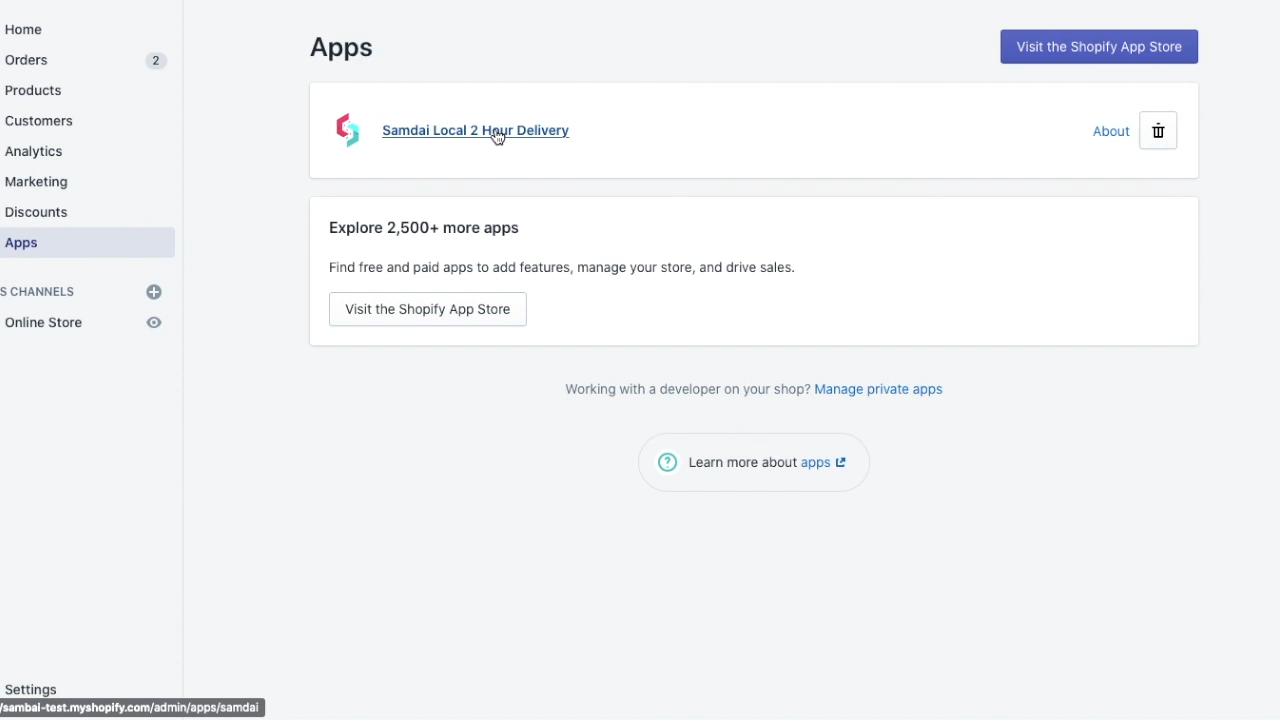 Home
Orders 2
Products
Customers
Analytics
Marketing
Discounts
Apps
S CHANNELS
Online Store
Settings
/sambai-test.myshopify.com/admin/apps/samdai
Apps
Visit the Shopify App Store
Samdai Local 2 Hour Delivery
About
Explore 2,500+ more apps
Find free and paid apps to add features, manage your store, and drive sales.
Visit the Shopify App Store
Working with a developer on your shop? Manage private apps
Learn more about apps